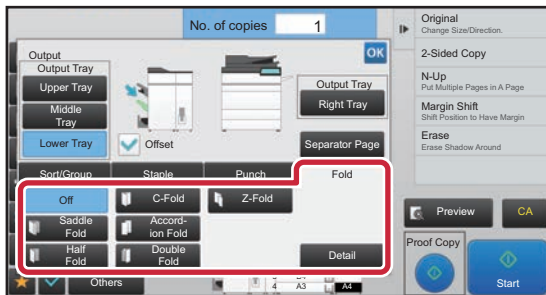 No. of copies 1
Output
OK
Output Tray
Upper Tray
Middle
Tray
Lower Tray
Offset
Output Tray
Right Tray
Separator Page
Sort/Group Staple Punch Fold
Off
C-Fold
Z-Fold
Saddle
Fold
Accord-
ion Fold
Half
Fold
Double
Fold
Detail
Others
4 A3
A4
Original
Change Size/Direction.
2-Sided Copy
N-Up
Put Multiple Pages in A Page
Margin Shift
Shift Position to Have Margin
Erase
Erase Shadow Around
Preview
CA
Proof Copy
Start